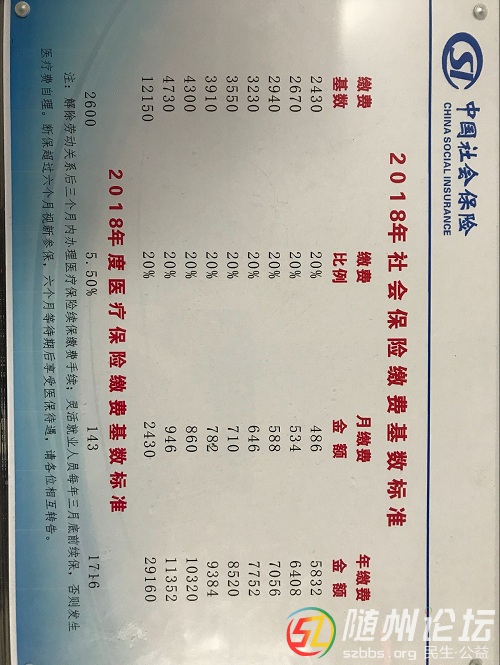 中国社会保险
CHINA SOCIAL INSURANCE
2018年社会保险缴费基数标准
缴费基数 缴费比例 月缴费金额 年缴费金额
2430 20% 486 5832
2670 20% 534 6408
2940 20% 588 7056
3230 20% 646 7752
3550 20% 710 8520
3910 20% 782 9384
4300 20% 860 10320
4730 20% 946 11352
12150 20% 2430 29160
2018年度医疗保险缴费基数标准
2600 5.50% 143 1716
注：解除劳动关系后三个月内办理医疗保险续保缴费手续；灵活就业人员每年三月底前续保，否则发生
医疗费自理。断保超过六个月视新参保，六个月等待期后享受医保待遇，请各位相互转告。
随州论坛
szbbs.org 民生·公益